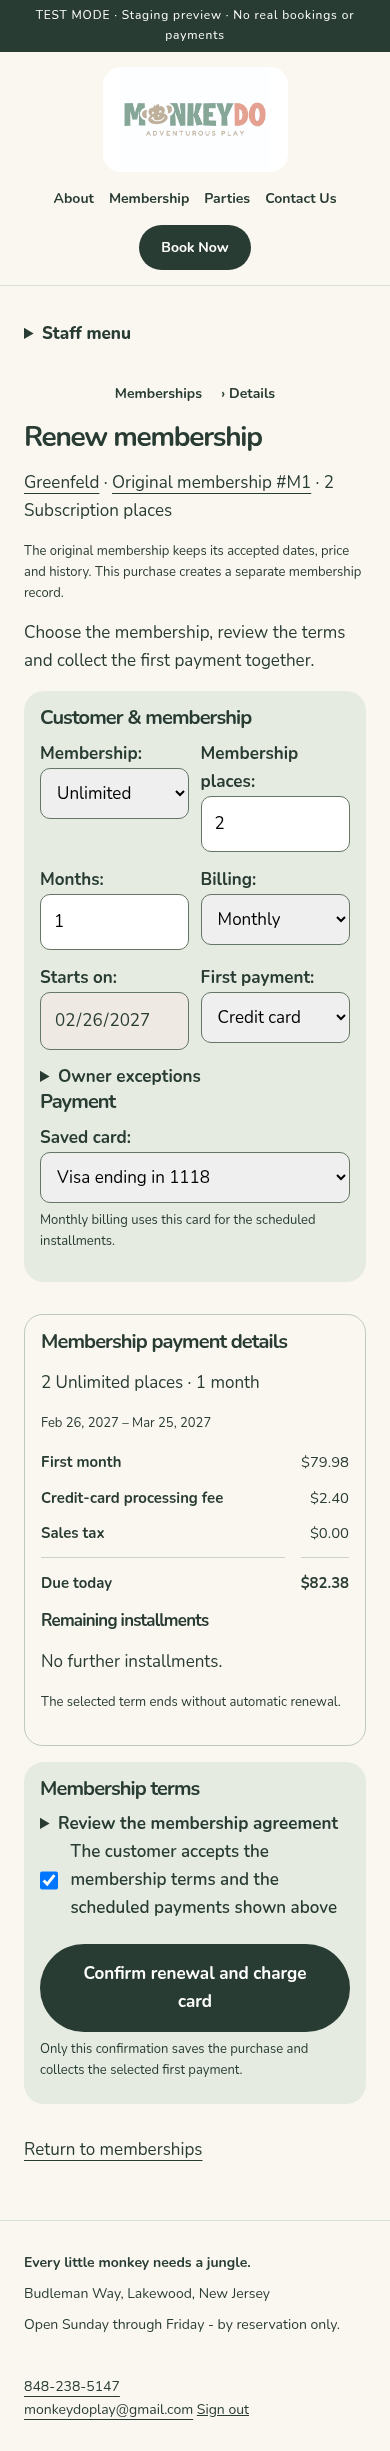 TEST MODE · Staging preview · No real bookings or
payments
MONKEYDO
ADVENTUROUS PLAY
About Membership Parties Contact Us
Book Now
Staff menu
Memberships › Details
Renew membership
Greenfeld · Original membership #M1 · 2
Subscription places
The original membership keeps its accepted dates, price
and history. This purchase creates a separate membership
record.
Choose the membership, review the terms
and collect the first payment together.
Customer & membership
Membership: Membership
places:
Unlimited
2
Months: Billing:
1 Monthly
Starts on: First payment:
02/26/2027 Credit card
Owner exceptions
Payment
Saved card:
Visa ending in 1118
Monthly billing uses this card for the scheduled
installments.
Membership payment details
2 Unlimited places · 1 month
Feb 26, 2027 – Mar 25, 2027
First month $79.98
Credit-card processing fee $2.40
Sales tax $0.00
Due today $82.38
Remaining installments
No further installments.
The selected term ends without automatic renewal.
Membership terms
Review the membership agreement
The customer accepts the
membership terms and the
scheduled payments shown above
Confirm renewal and charge
card
Only this confirmation saves the purchase and
collects the selected first payment.
Return to memberships
Every little monkey needs a jungle.
Budleman Way, Lakewood, New Jersey
Open Sunday through Friday - by reservation only.
848-238-5147
monkeydoplay@gmail.com Sign out